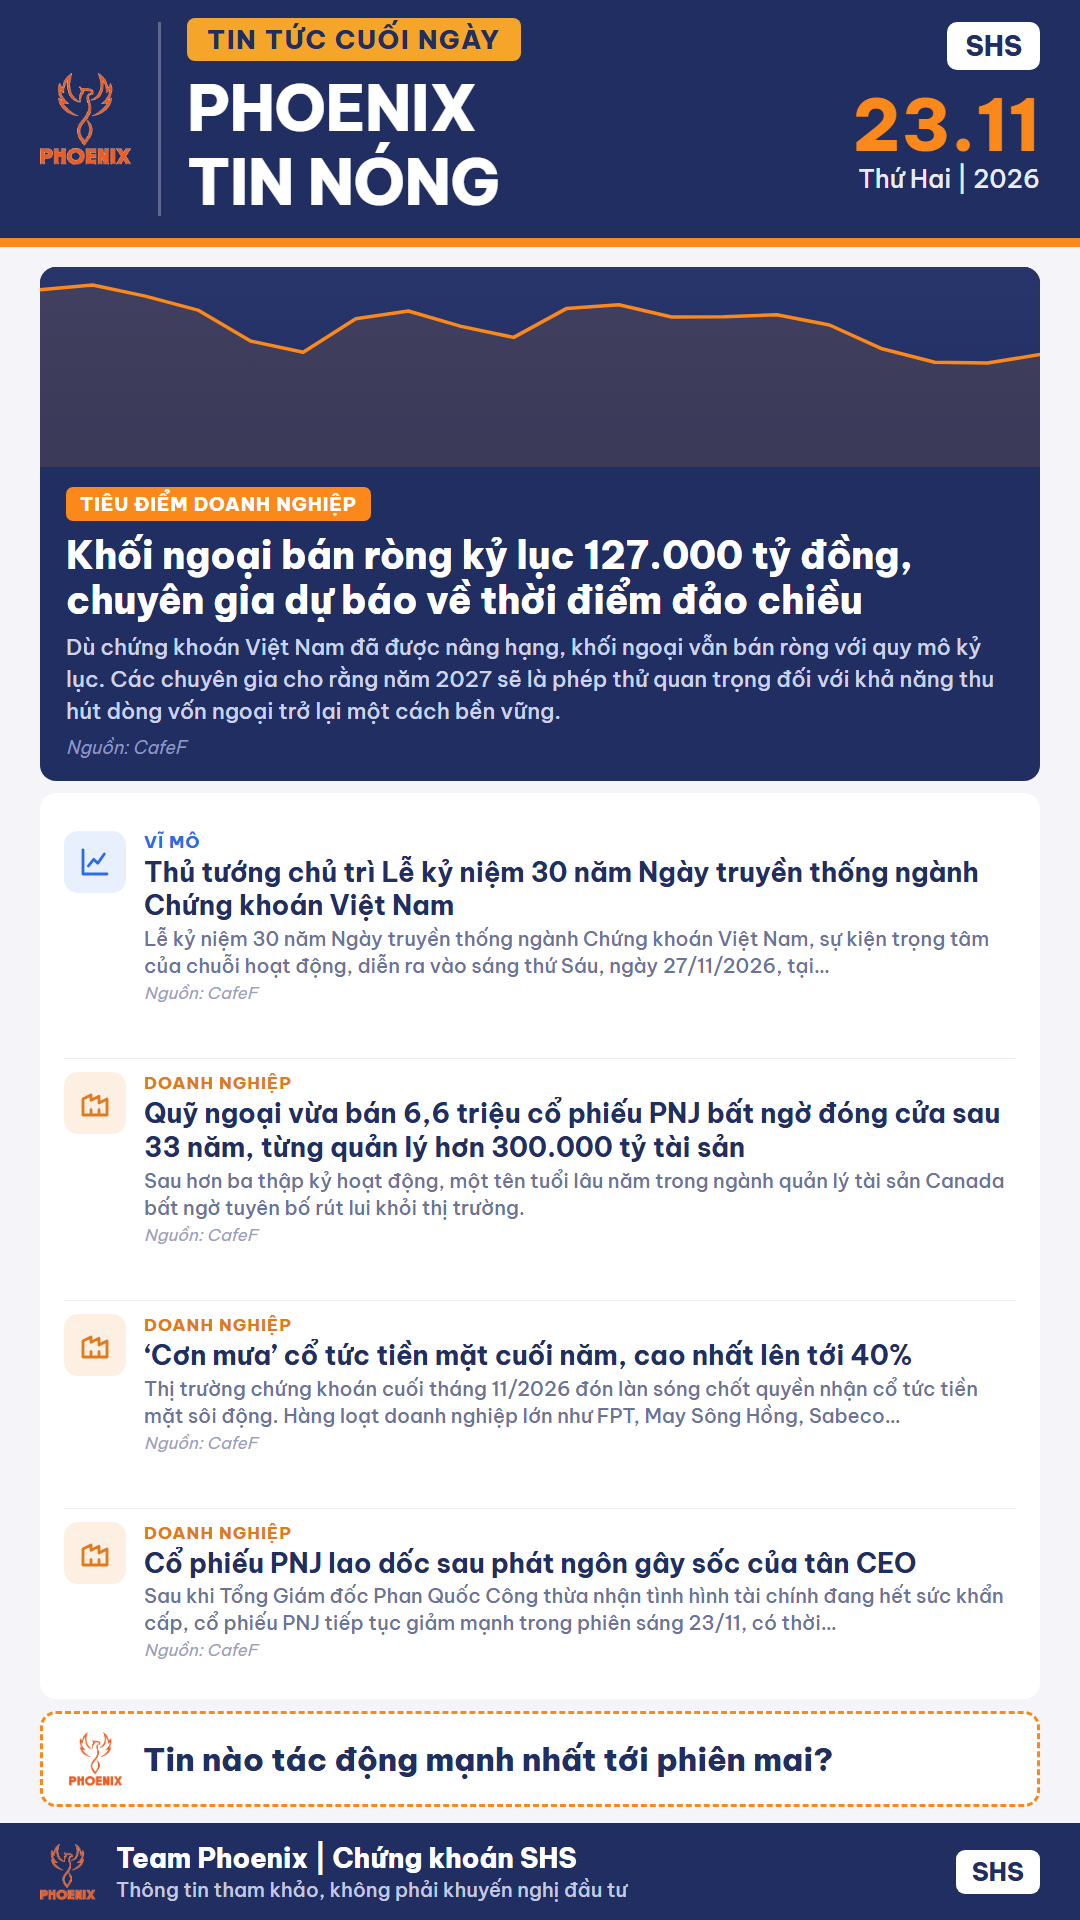 TIN TỨC CUỐI NGÀY
PHOENIX
PHOENIX
TIN NÓNG
SHS
23.11
Thứ Hai | 2026
TIÊU ĐIỂM DOANH NGHIỆP
Khối ngoại bán ròng kỷ lục 127.000 tỷ đồng,
chuyên gia dự báo về thời điểm đảo chiều
Dù chứng khoán Việt Nam đã được nâng hạng, khối ngoại vẫn bán ròng với quy mô kỷ
lục. Các chuyên gia cho rằng năm 2027 sẽ là phép thử quan trọng đối với khả năng thu
hút dòng vốn ngoại trở lại một cách bền vững.
Nguồn: CafeF
VĨ MÔ
Thủ tướng chủ trì Lễ kỷ niệm 30 năm Ngày truyền thống ngành
Chứng khoán Việt Nam
Lễ kỷ niệm 30 năm Ngày truyền thống ngành Chứng khoán Việt Nam, sự kiện trọng tâm
của chuỗi hoạt động, diễn ra vào sáng thứ Sáu, ngày 27/11/2026, tại...
Nguồn: CafeF
DOANH NGHIỆP
Quỹ ngoại vừa bán 6,6 triệu cổ phiếu PNJ bất ngờ đóng cửa sau
33 năm, từng quản lý hơn 300.000 tỷ tài sản
Sau hơn ba thập kỷ hoạt động, một tên tuổi lâu năm trong ngành quản lý tài sản Canada
bất ngờ tuyên bố rút lui khỏi thị trường.
Nguồn: CafeF
DOANH NGHIỆP
‘Cơn mưa’ cổ tức tiền mặt cuối năm, cao nhất lên tới 40%
Thị trường chứng khoán cuối tháng 11/2026 đón làn sóng chốt quyền nhận cổ tức tiền
mặt sôi động. Hàng loạt doanh nghiệp lớn như FPT, May Sông Hồng, Sabeco...
Nguồn: CafeF
DOANH NGHIỆP
Cổ phiếu PNJ lao dốc sau phát ngôn gây sốc của tân CEO
Sau khi Tổng Giám đốc Phan Quốc Công thừa nhận tình hình tài chính đang hết sức khẩn
cấp, cổ phiếu PNJ tiếp tục giảm mạnh trong phiên sáng 23/11, có thời...
Nguồn: CafeF
PHOENIX
Tin nào tác động mạnh nhất tới phiên mai?
PHOENIX
Team Phoenix | Chứng khoán SHS
Thông tin tham khảo, không phải khuyến nghị đầu tư
SHS